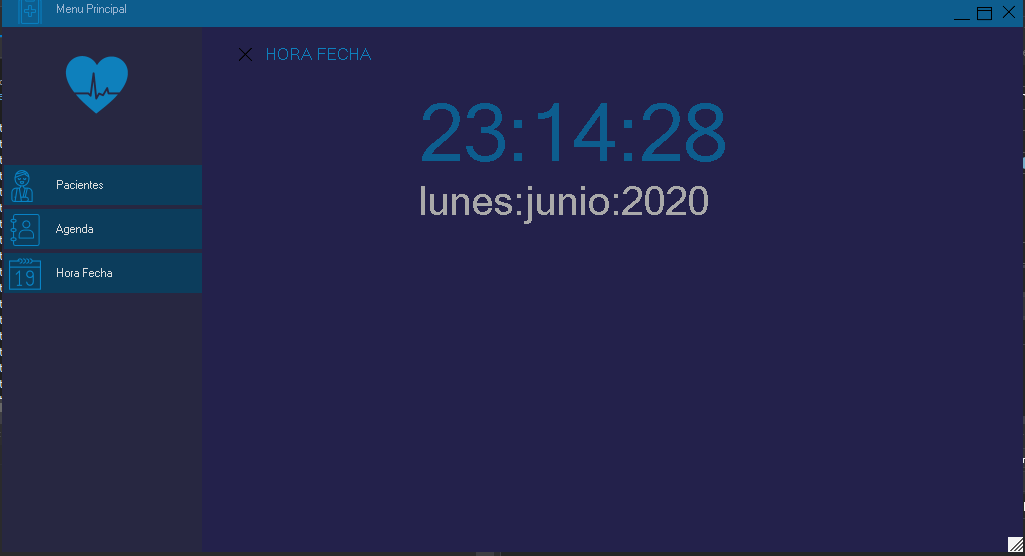 Menu Principal
HORA FECHA
23:14:28
lunes:junio:2020
Pacientes
Agenda
19
Hora Fecha